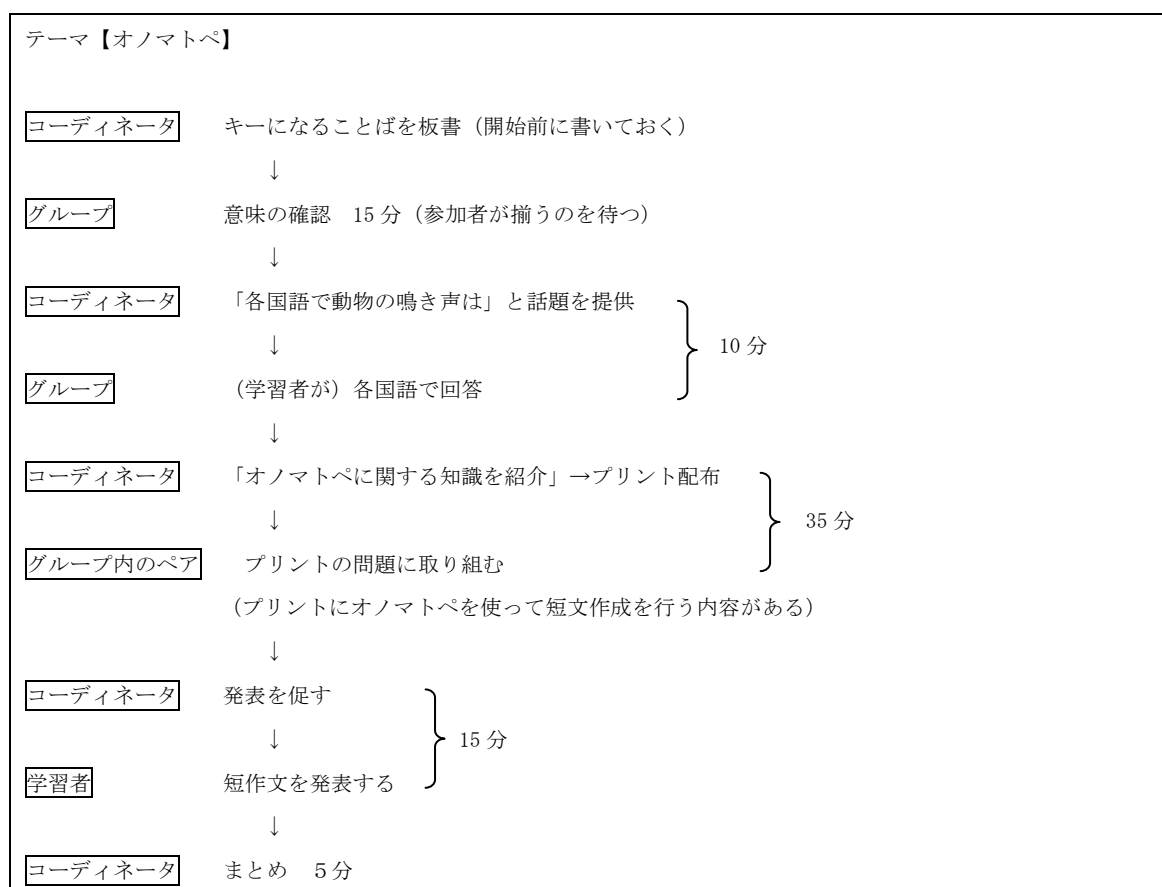 テーマ【オノマトペ】
コーディネータ　キーになることばを板書（開始前に書いておく）
↓
グループ　意味の確認　15 分（参加者が揃うのを待つ）
↓
コーディネータ　「各国語で動物の鳴き声は」と話題を提供
↓　10 分
グループ　（学習者が）各国語で回答
↓
コーディネータ　「オノマトペに関する知識を紹介」→プリント配布
↓　35 分
グループ内のペア　プリントの問題に取り組む
（プリントにオノマトペを使って短文作成を行う内容がある）
↓
コーディネータ　発表を促す
↓　15 分
学習者　短作文を発表する
↓
コーディネータ　まとめ　５分